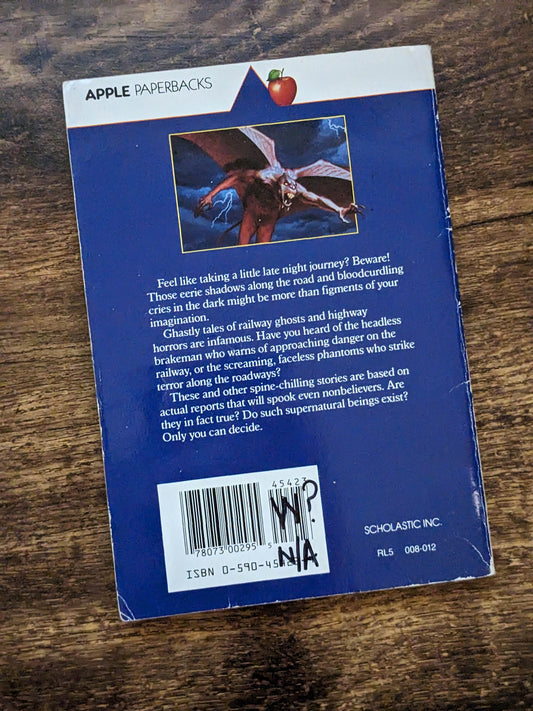 APPLE PAPERBACKS
Feel like taking a little late night journey? Beware!
Those eerie shadows along the road and bloodcurdling
cries in the dark might be more than figments of your
imagination.
Ghastly tales of railway ghosts and highway
horrors are infamous. Have you heard of the headless
brakeman who warns of approaching danger on the
railway, or the screaming, faceless phantoms who strike
terror along the roadways?
These and other spine-chilling stories are based on
actual reports that will spook even nonbelievers. Are
they in fact true? Do such supernatural beings exist?
Only you can decide.
45423
W?
78073 00295 5
N/A
ISBN 0-590-45
SCHOLASTIC INC.
RL5 008-012